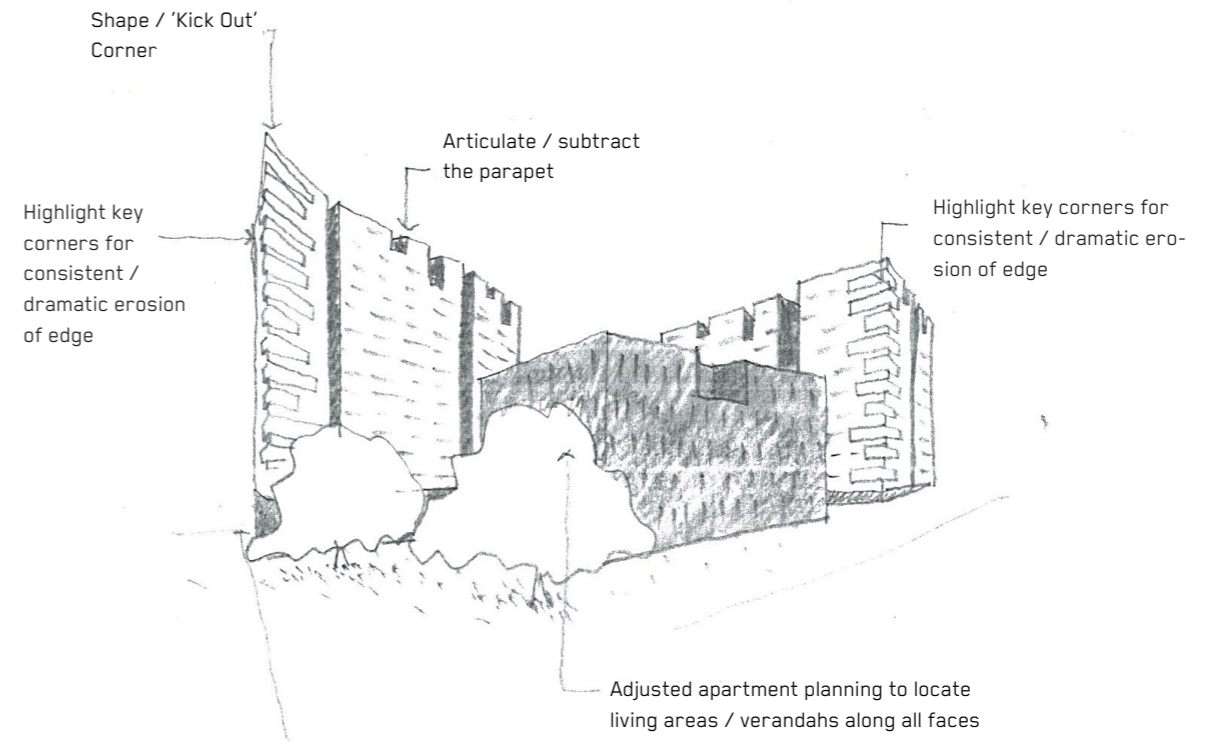 Shape / ‘Kick Out’
Corner
Articulate / subtract
the parapet
Highlight key
corners for
consistent /
dramatic erosion
of edge
Highlight key corners for
consistent / dramatic ero-
sion of edge
Adjusted apartment planning to locate
living areas / verandahs along all faces